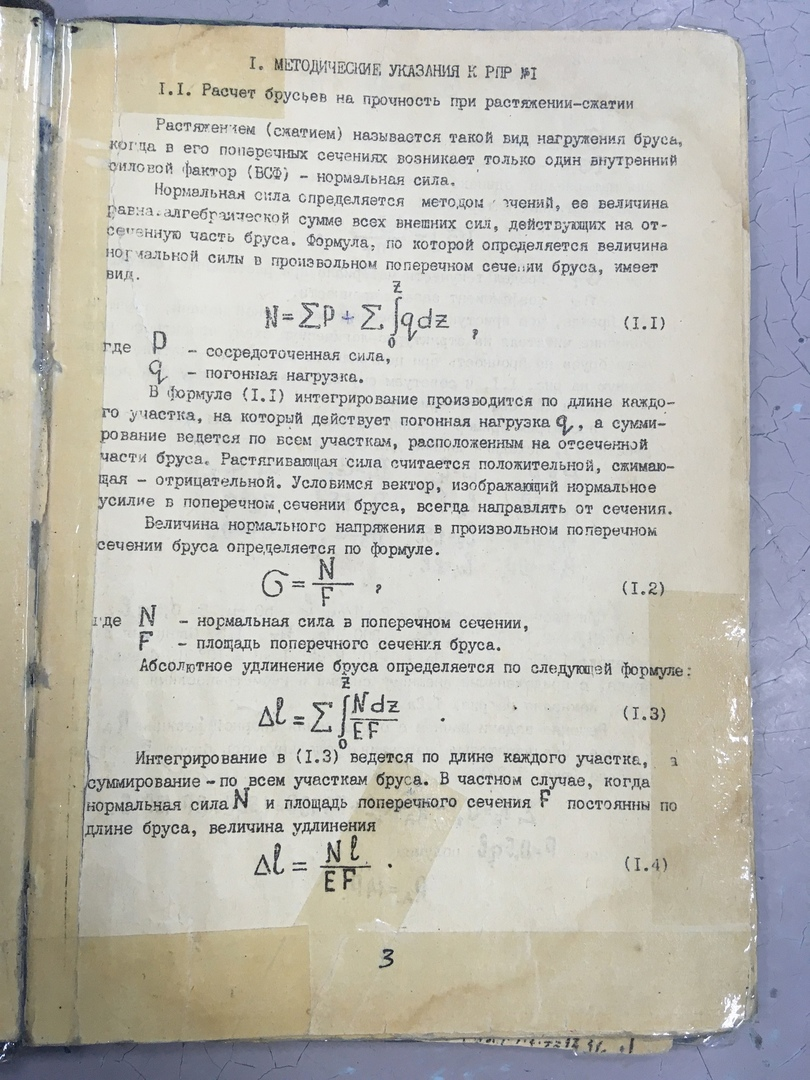 I. МЕТОДИЧЕСКИЕ УКАЗАНИЯ К РПР №I
I.I. Расчет брусьев на прочность при растяжении-сжатии
Растяжением (сжатием) называется такой вид нагружения бруса,
когда в его поперечных сечениях возникает только один внутренний
силовой фактор (ВСФ) - нормальная сила.
Нормальная сила определяется методом сечений, ее величина
равна алгебраической сумме всех внешних сил, действующих на от-
сеченную часть бруса. Формула, по которой определяется величина
нормальной силы в произвольном поперечном сечении бруса, имеет
вид.
N = ∑P + ∑∫₀ᶻ qdz , (I.I)
где P - сосредоточенная сила,
q - погонная нагрузка.
В формуле (I.I) интегрирование производится по длине каждо-
го участка, на который действует погонная нагрузка q, а сумми-
рование ведется по всем участкам, расположенным на отсеченной
части бруса. Растягивающая сила считается положительной, сжимаю-
щая - отрицательной. Условимся вектор, изображающий нормальное
усилие в поперечном сечении бруса, всегда направлять от сечения.
Величина нормального напряжения в произвольном поперечном
сечении бруса определяется по формуле.
σ = N/F , (I.2)
где N - нормальная сила в поперечном сечении,
F - площадь поперечного сечения бруса.
Абсолютное удлинение бруса определяется по следующей формуле:
Δl = ∑∫₀ᶻ Ndz/EF . (I.3)
Интегрирование в (I.3) ведется по длине каждого участка, а
суммирование - по всем участкам бруса. В частном случае, когда
нормальная сила N и площадь поперечного сечения F постоянны по
длине бруса, величина удлинения
Δl = Nl/EF . (I.4)
3